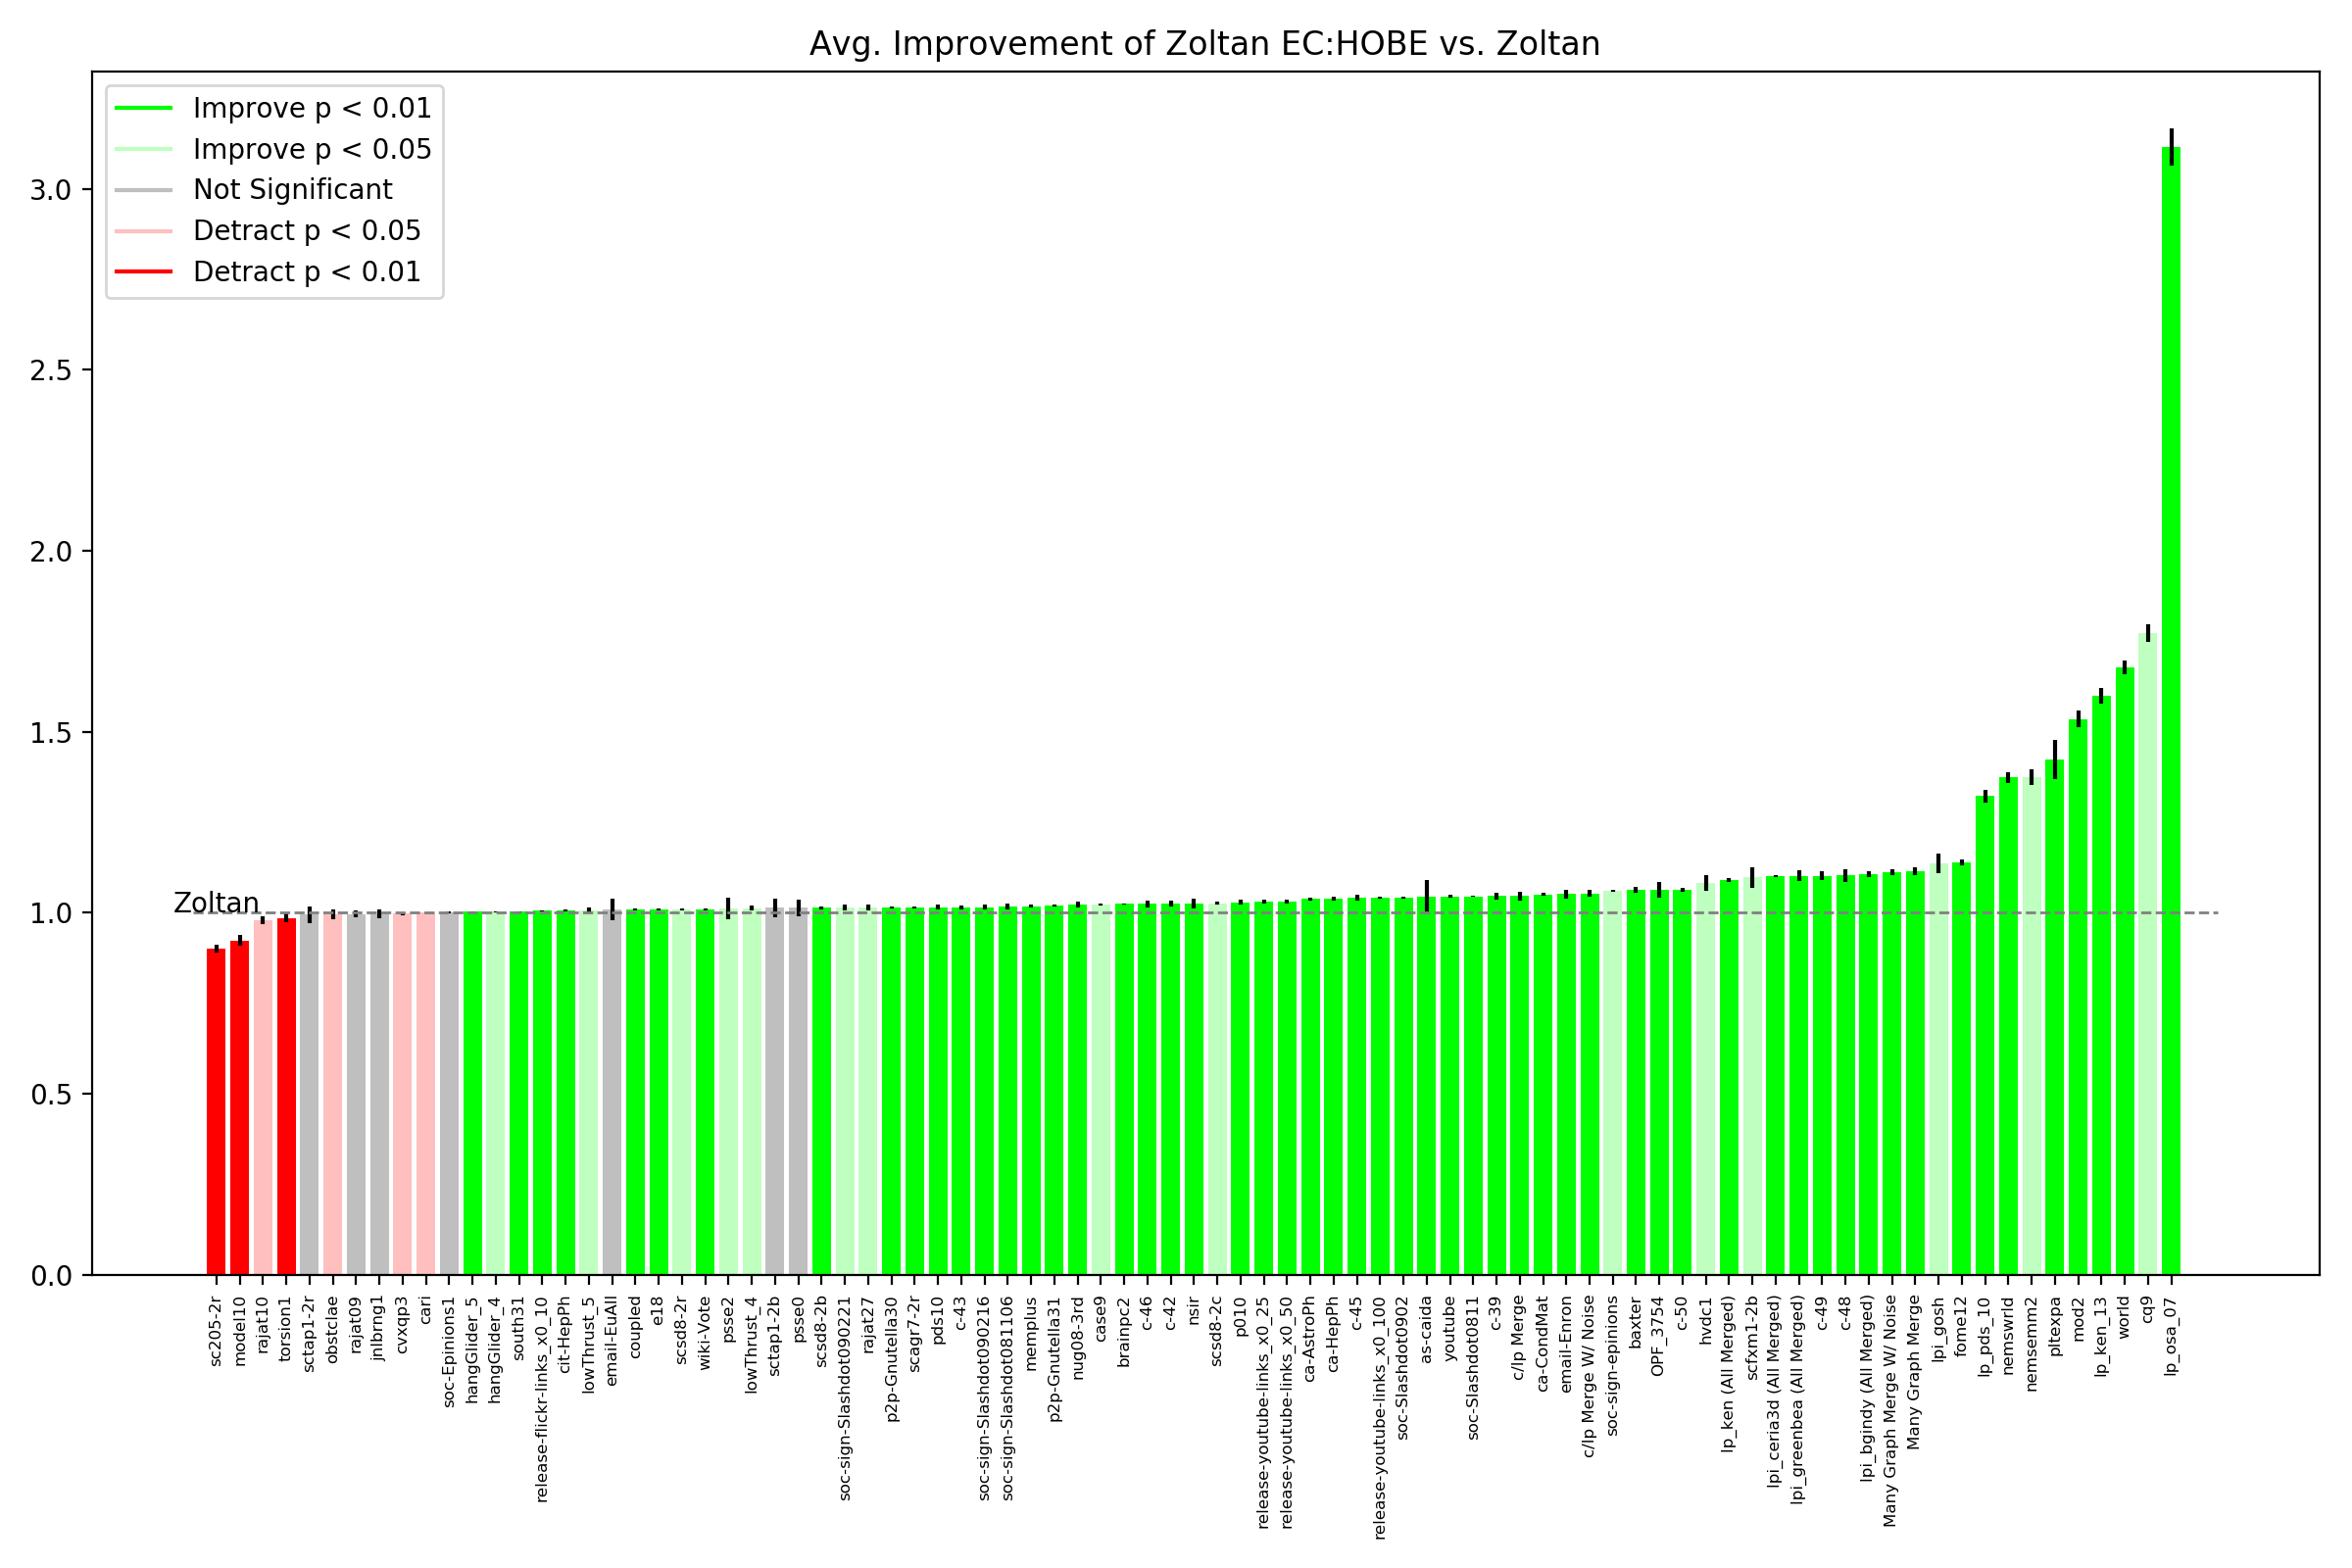 Avg. Improvement of Zoltan EC:HOBE vs. Zoltan
Improve p < 0.01
Improve p < 0.05
Not Significant
Detract p < 0.05
Detract p < 0.01
3.0
2.5
2.0
1.5
1.0
0.5
0.0
Zoltan
sc205-2r
model10
rajat10
torsion1
sctap1-2r
obstclae
rajat09
jnlbrng1
cvxqp3
cari
soc-Epinions1
hangGlider_5
hangGlider_4
south31
release-flickr-links_x0_10
cit-HepPh
lowThrust_5
email-EuAll
coupled
e18
scsd8-2r
wiki-Vote
psse2
lowThrust_4
sctap1-2b
psse0
scsd8-2b
soc-sign-Slashdot090221
rajat27
p2p-Gnutella30
scagr7-2r
pds10
c-43
soc-sign-Slashdot090216
soc-sign-Slashdot081106
memplus
p2p-Gnutella31
nug08-3rd
case9
brainpc2
c-46
c-42
nsir
scsd8-2c
p010
release-youtube-links_x0_25
release-youtube-links_x0_50
ca-AstroPh
ca-HepPh
c-45
release-youtube-links_x0_100
soc-Slashdot0902
as-caida
youtube
soc-Slashdot0811
c-39
c/lp Merge
ca-CondMat
email-Enron
c/lp Merge W/ Noise
soc-sign-epinions
baxter
OPF_3754
c-50
hvdc1
lp_ken (All Merged)
scfxm1-2b
lpi_ceria3d (All Merged)
lpi_greenbea (All Merged)
c-49
c-48
lpi_bgindy (All Merged)
Many Graph Merge W/ Noise
Many Graph Merge
lpi_gosh
fome12
lp_pds_10
nemswrld
nemsemm2
pltexpa
mod2
lp_ken_13
world
cq9
lp_osa_07